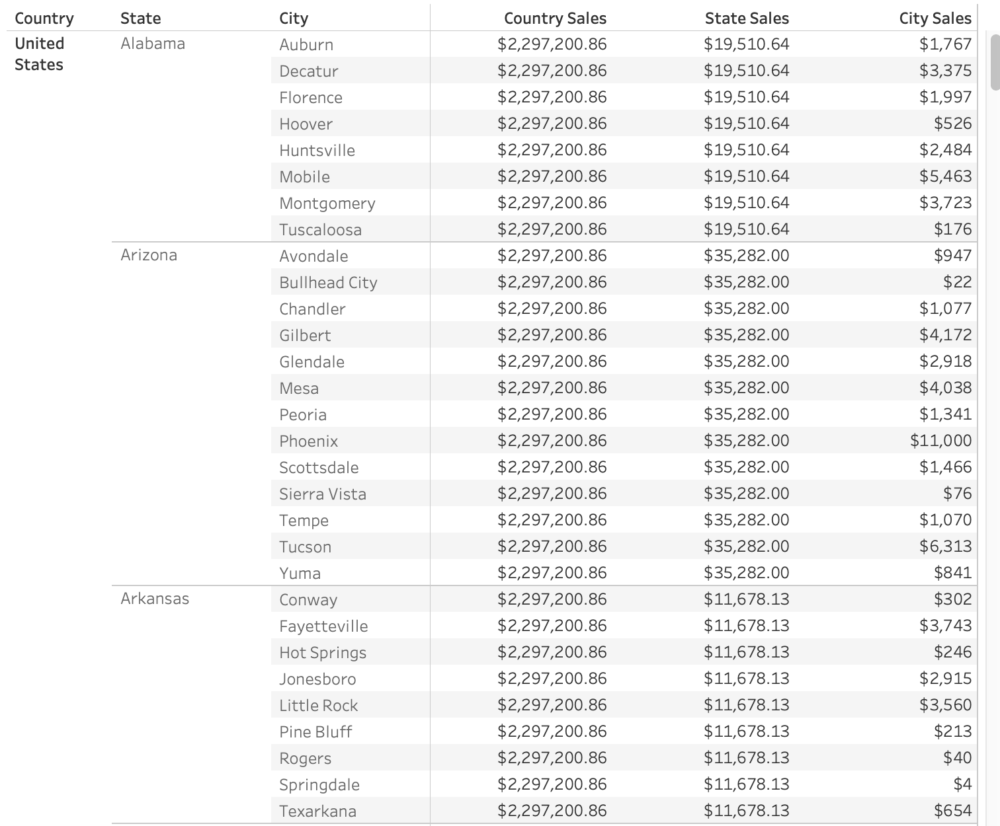 Country State City Country Sales State Sales City Sales
United States Alabama Auburn $2,297,200.86 $19,510.64 $1,767
Decatur $2,297,200.86 $19,510.64 $3,375
Florence $2,297,200.86 $19,510.64 $1,997
Hoover $2,297,200.86 $19,510.64 $526
Huntsville $2,297,200.86 $19,510.64 $2,484
Mobile $2,297,200.86 $19,510.64 $5,463
Montgomery $2,297,200.86 $19,510.64 $3,723
Tuscaloosa $2,297,200.86 $19,510.64 $176
Arizona Avondale $2,297,200.86 $35,282.00 $947
Bullhead City $2,297,200.86 $35,282.00 $22
Chandler $2,297,200.86 $35,282.00 $1,077
Gilbert $2,297,200.86 $35,282.00 $4,172
Glendale $2,297,200.86 $35,282.00 $2,918
Mesa $2,297,200.86 $35,282.00 $4,038
Peoria $2,297,200.86 $35,282.00 $1,341
Phoenix $2,297,200.86 $35,282.00 $11,000
Scottsdale $2,297,200.86 $35,282.00 $1,466
Sierra Vista $2,297,200.86 $35,282.00 $76
Tempe $2,297,200.86 $35,282.00 $1,070
Tucson $2,297,200.86 $35,282.00 $6,313
Yuma $2,297,200.86 $35,282.00 $841
Arkansas Conway $2,297,200.86 $11,678.13 $302
Fayetteville $2,297,200.86 $11,678.13 $3,743
Hot Springs $2,297,200.86 $11,678.13 $246
Jonesboro $2,297,200.86 $11,678.13 $2,915
Little Rock $2,297,200.86 $11,678.13 $3,560
Pine Bluff $2,297,200.86 $11,678.13 $213
Rogers $2,297,200.86 $11,678.13 $40
Springdale $2,297,200.86 $11,678.13 $4
Texarkana $2,297,200.86 $11,678.13 $654